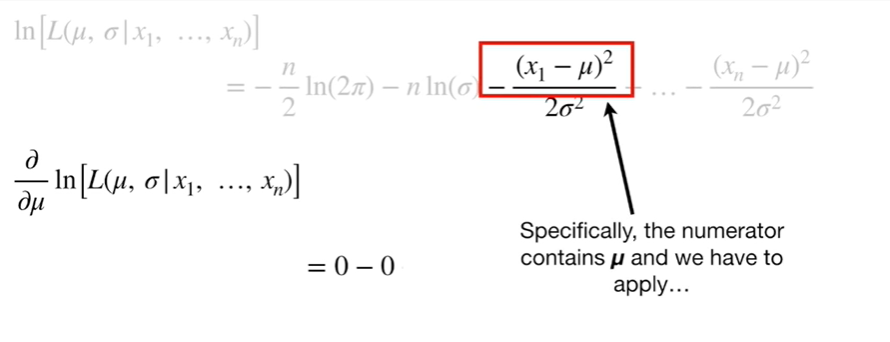 ln[L(μ, σ|x₁, …, xₙ)]
= − n/2 ln(2π) − n ln(σ) − (x₁ − μ)²/2σ² − … − (xₙ − μ)²/2σ²
∂/∂μ ln[L(μ, σ|x₁, …, xₙ)]
= 0 − 0
Specifically, the numerator
contains μ and we have to
apply…